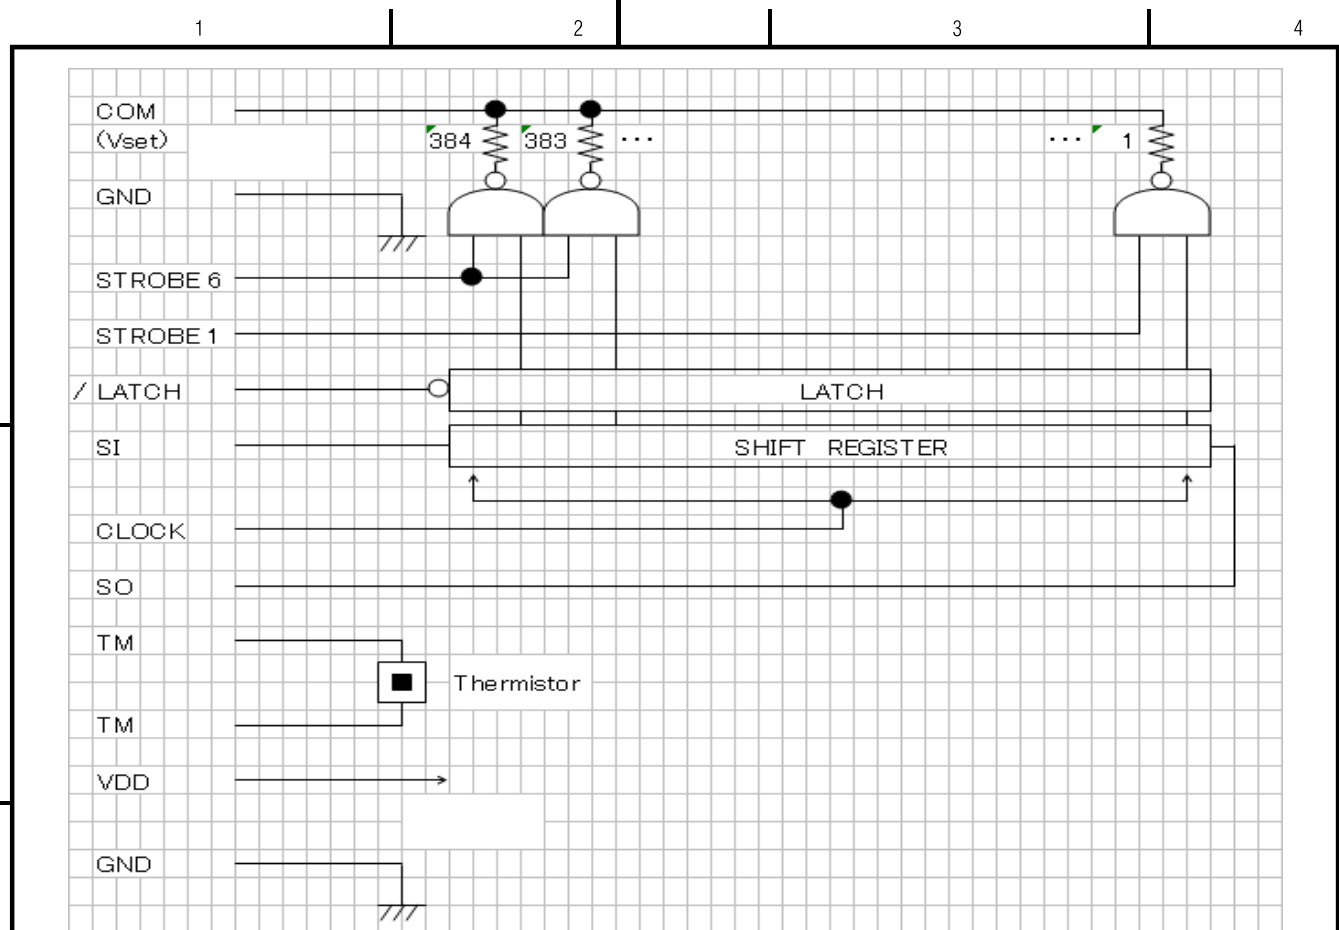 1 2 3 4
COM
(Vset) 384 383 ··· ··· 1
GND
STROBE 6
STROBE 1
/ LATCH LATCH
SI SHIFT REGISTER
CLOCK
SO
TM
Thermistor
TM
VDD
GND